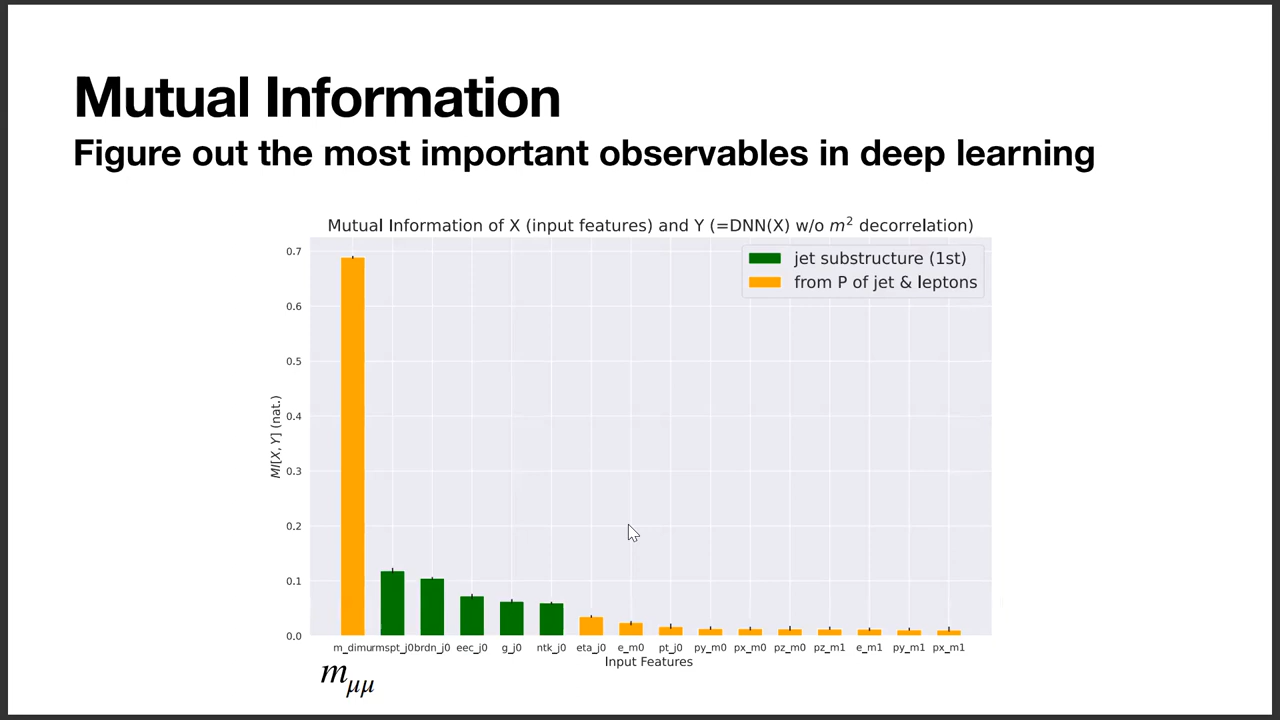 Mutual Information
Figure out the most important observables in deep learning
Mutual Information of X (input features) and Y (=DNN(X) w/o m² decorrelation)
jet substructure (1st)
from P of jet & leptons
0.7
0.6
0.5
0.4
0.3
0.2
0.1
0.0
MI[X, Y] (nat.)
m_dimurmspt_j0brdn_j0 eec_j0 g_j0 ntk_j0 eta_j0 e_m0 pt_j0 py_m0 px_m0 pz_m0 pz_m1 e_m1 py_m1 px_m1
Input Features
mμμ